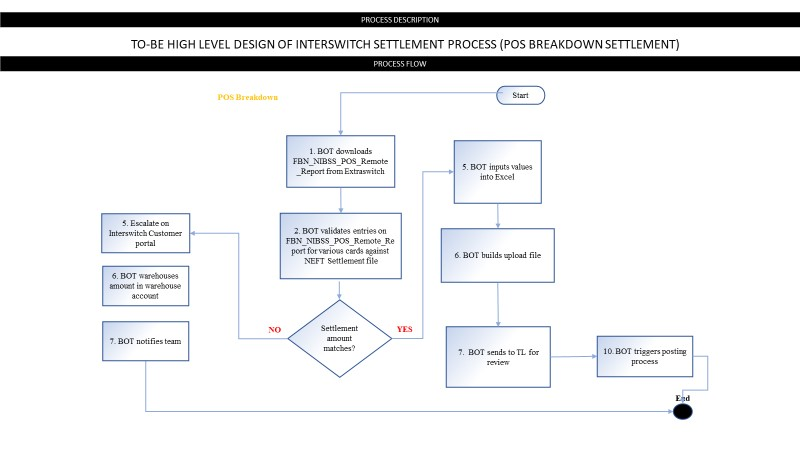 PROCESS DESCRIPTION
TO-BE HIGH LEVEL DESIGN OF INTERSWITCH SETTLEMENT PROCESS (POS BREAKDOWN SETTLEMENT)
PROCESS FLOW
POS Breakdown
Start
1. BOT downloads
FBN_NIBSS_POS_Remote
_Report from Extraswitch
2. BOT validates entries on
FBN_NIBSS_POS_Remote_Re
port for various cards against
NEFT Settlement file
Settlement
amount
matches?
NO
YES
5. Escalate on
Interswitch Customer
portal
6. BOT warehouses
amount in warehouse
account
7. BOT notifies team
5. BOT inputs values
into Excel
6. BOT builds upload file
7. BOT sends to TL for
review
10. BOT triggers posting
process
End